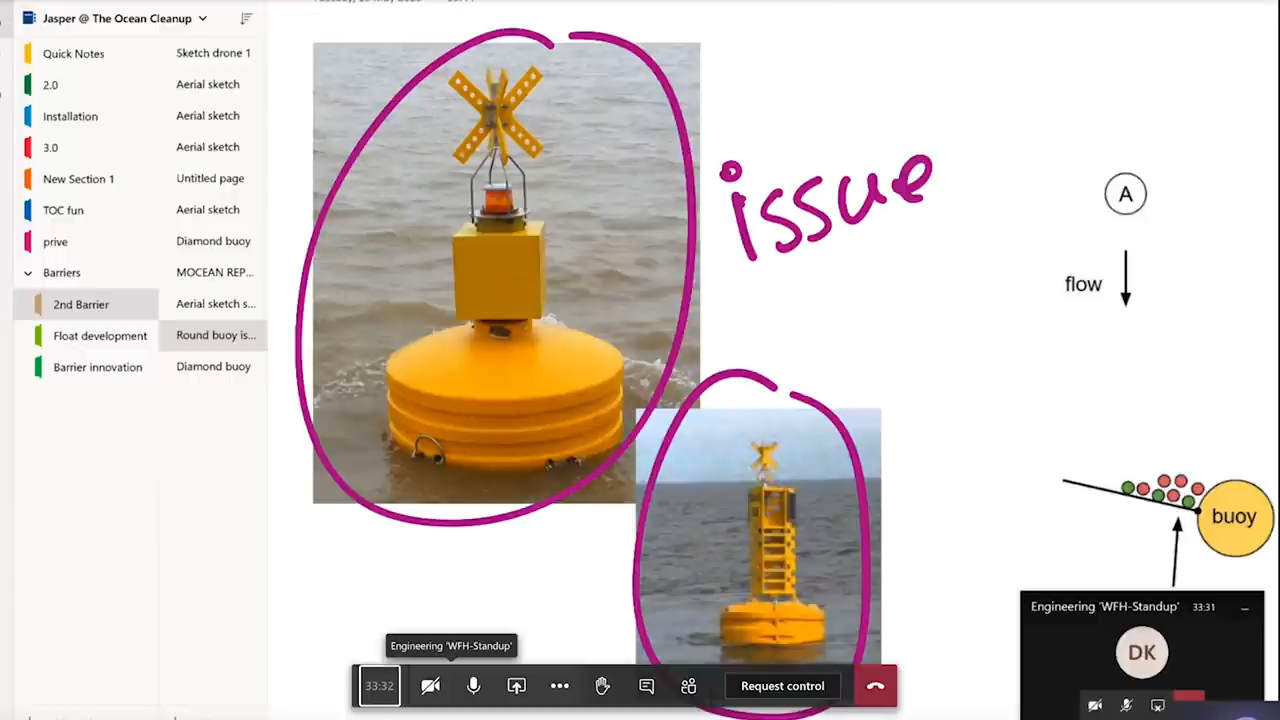 Jasper @ The Ocean Cleanup
Quick Notes
Sketch drone 1
2.0
Aerial sketch
Installation
Aerial sketch
3.0
Aerial sketch
New Section 1
Untitled page
TOC fun
Aerial sketch
prive
Diamond buoy
Barriers
MOCEAN REP...
2nd Barrier
Aerial sketch s...
Float development
Round buoy is...
Barrier innovation
Diamond buoy
issue
A
flow
buoy
Engineering 'WFH-Standup'
33:32
Request control
Engineering 'WFH-Standup' 33:31
DK